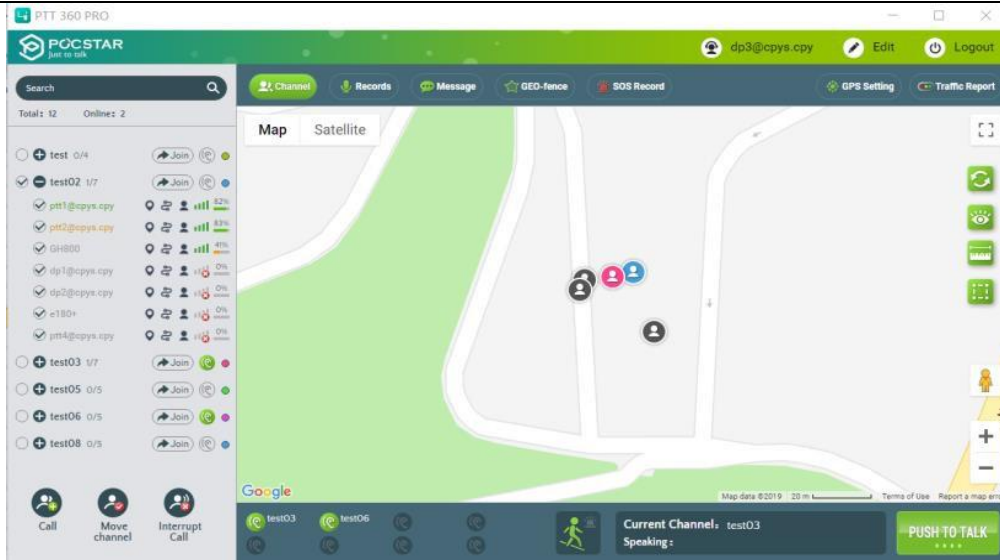 PTT 360 PRO
POCSTAR
Just to talk
dp3@cpys.cpy
Edit
Logout
Search
Channel
Records
Message
GEO-fence
SOS Record
GPS Setting
Traffic Report
Total: 12 Online: 2
Map Satellite
test 0/4 Join
test02 1/7 Join
ptt1@cpys.cpy 82%
ptt2@cpys.cpy 83%
GH800 41%
dp1@cpys.cpy 0%
dp2@cpys.cpy 0%
e180+ 0%
ptt4@cpys.cpy 0%
test03 1/7 Join
test05 0/5 Join
test06 0/5 Join
test08 0/5 Join
Google
Map data ©2019 20 m Terms of Use Report a map
Call
Move channel
Interrupt Call
test03
test06
Current Channel: test03
Speaking:
PUSH TO TALK